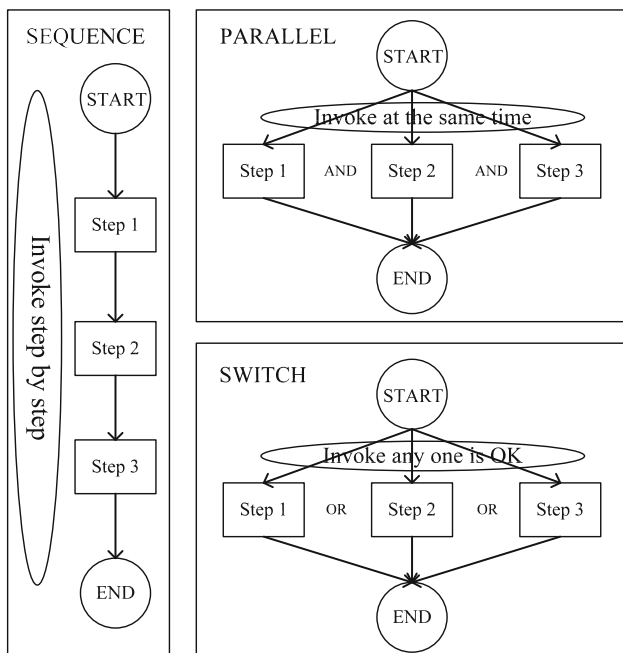 SEQUENCE
START
Invoke step by step
Step 1
Step 2
Step 3
END
PARALLEL
START
Invoke at the same time
Step 1 AND Step 2 AND Step 3
END
SWITCH
START
Invoke any one is OK
Step 1 OR Step 2 OR Step 3
END